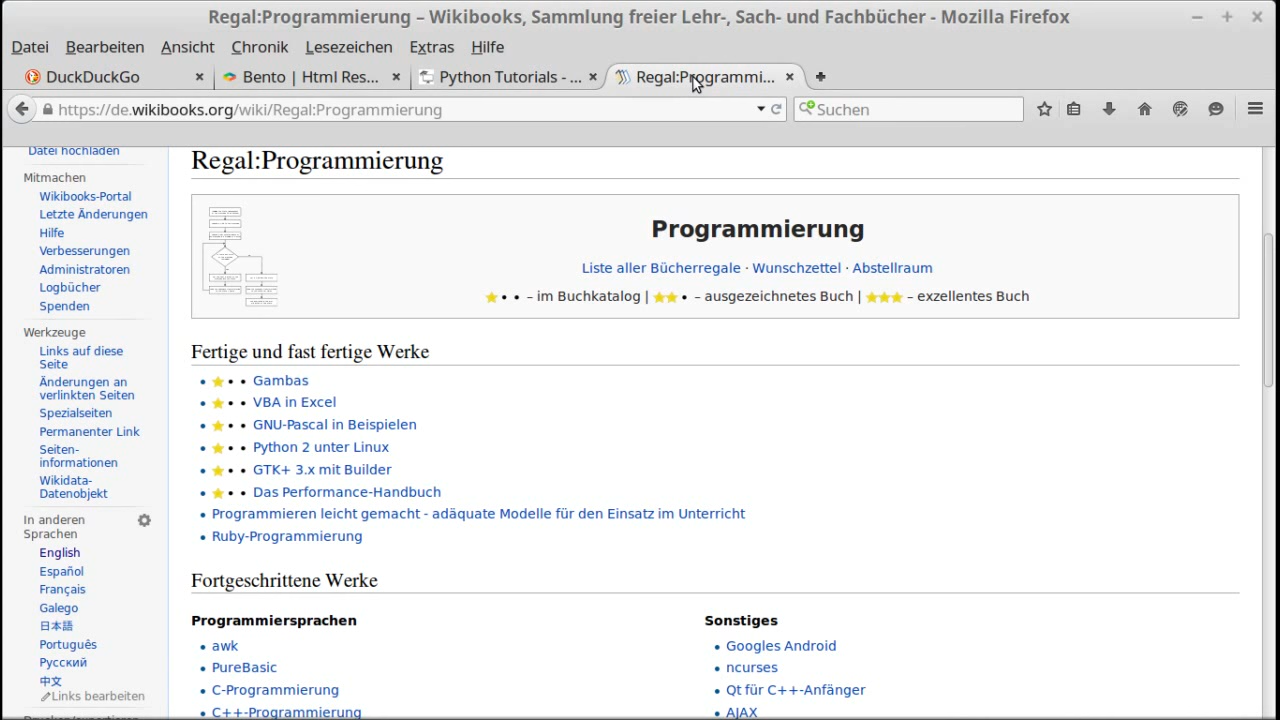 Regal:Programmierung – Wikibooks, Sammlung freier Lehr-, Sach- und Fachbücher - Mozilla Firefox
Datei Bearbeiten Ansicht Chronik Lesezeichen Extras Hilfe
DuckDuckGo Bento | Html Res... Python Tutorials - ... Regal:Programmi...
https://de.wikibooks.org/wiki/Regal:Programmierung Suchen
Datei hochladen
Mitmachen
Wikibooks-Portal
Letzte Änderungen
Hilfe
Verbesserungen
Administratoren
Logbücher
Spenden
Werkzeuge
Links auf diese
Seite
Änderungen an
verlinkten Seiten
Spezialseiten
Permanenter Link
Seiten-
informationen
Wikidata-
Datenobjekt
In anderen
Sprachen
English
Español
Français
Galego
日本語
Português
Русский
中文
Links bearbeiten
Drucken/exportieren
Regal:Programmierung
Programmierung
Liste aller Bücherregale · Wunschzettel · Abstellraum
– im Buchkatalog | – ausgezeichnetes Buch | – exzellentes Buch
Fertige und fast fertige Werke
Gambas
VBA in Excel
GNU-Pascal in Beispielen
Python 2 unter Linux
GTK+ 3.x mit Builder
Das Performance-Handbuch
Programmieren leicht gemacht - adäquate Modelle für den Einsatz im Unterricht
Ruby-Programmierung
Fortgeschrittene Werke
Programmiersprachen
awk
PureBasic
C-Programmierung
C++-Programmierung
Sonstiges
Googles Android
ncurses
Qt für C++-Anfänger
AJAX